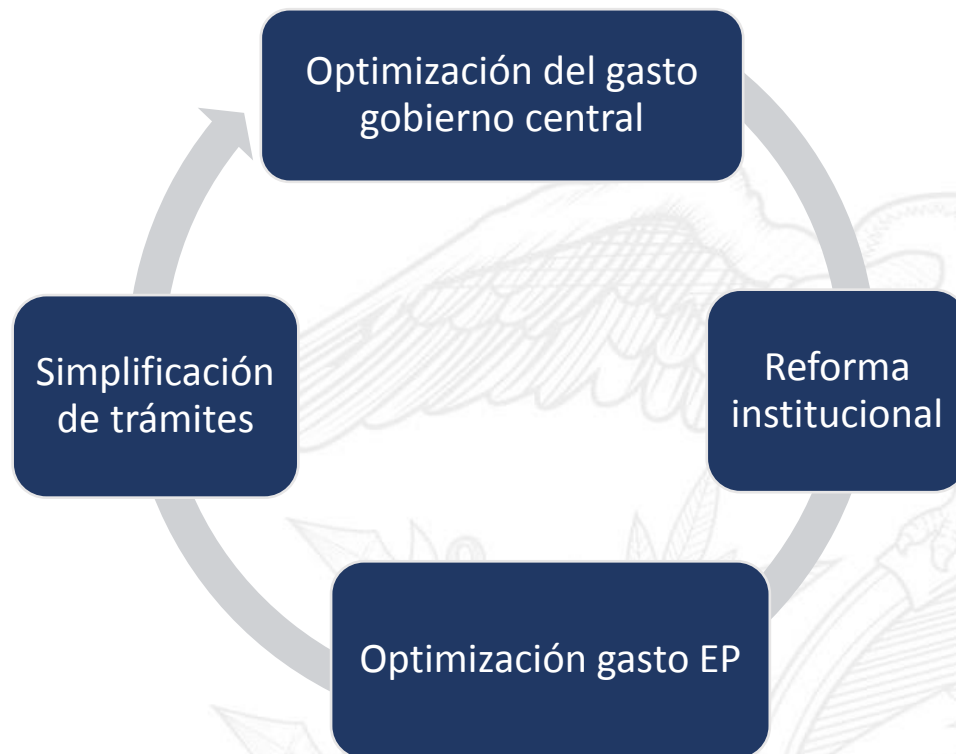 Optimización del gasto
gobierno central
Reforma
institucional
Optimización gasto EP
Simplificación
de trámites